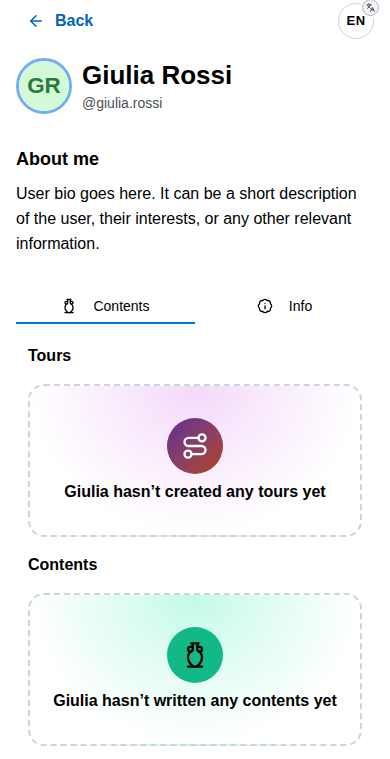 Back
EN
GR
Giulia Rossi
@giulia.rossi
About me
User bio goes here. It can be a short description
of the user, their interests, or any other relevant
information.
Contents
Info
Tours
Giulia hasn’t created any tours yet
Contents
Giulia hasn’t written any contents yet